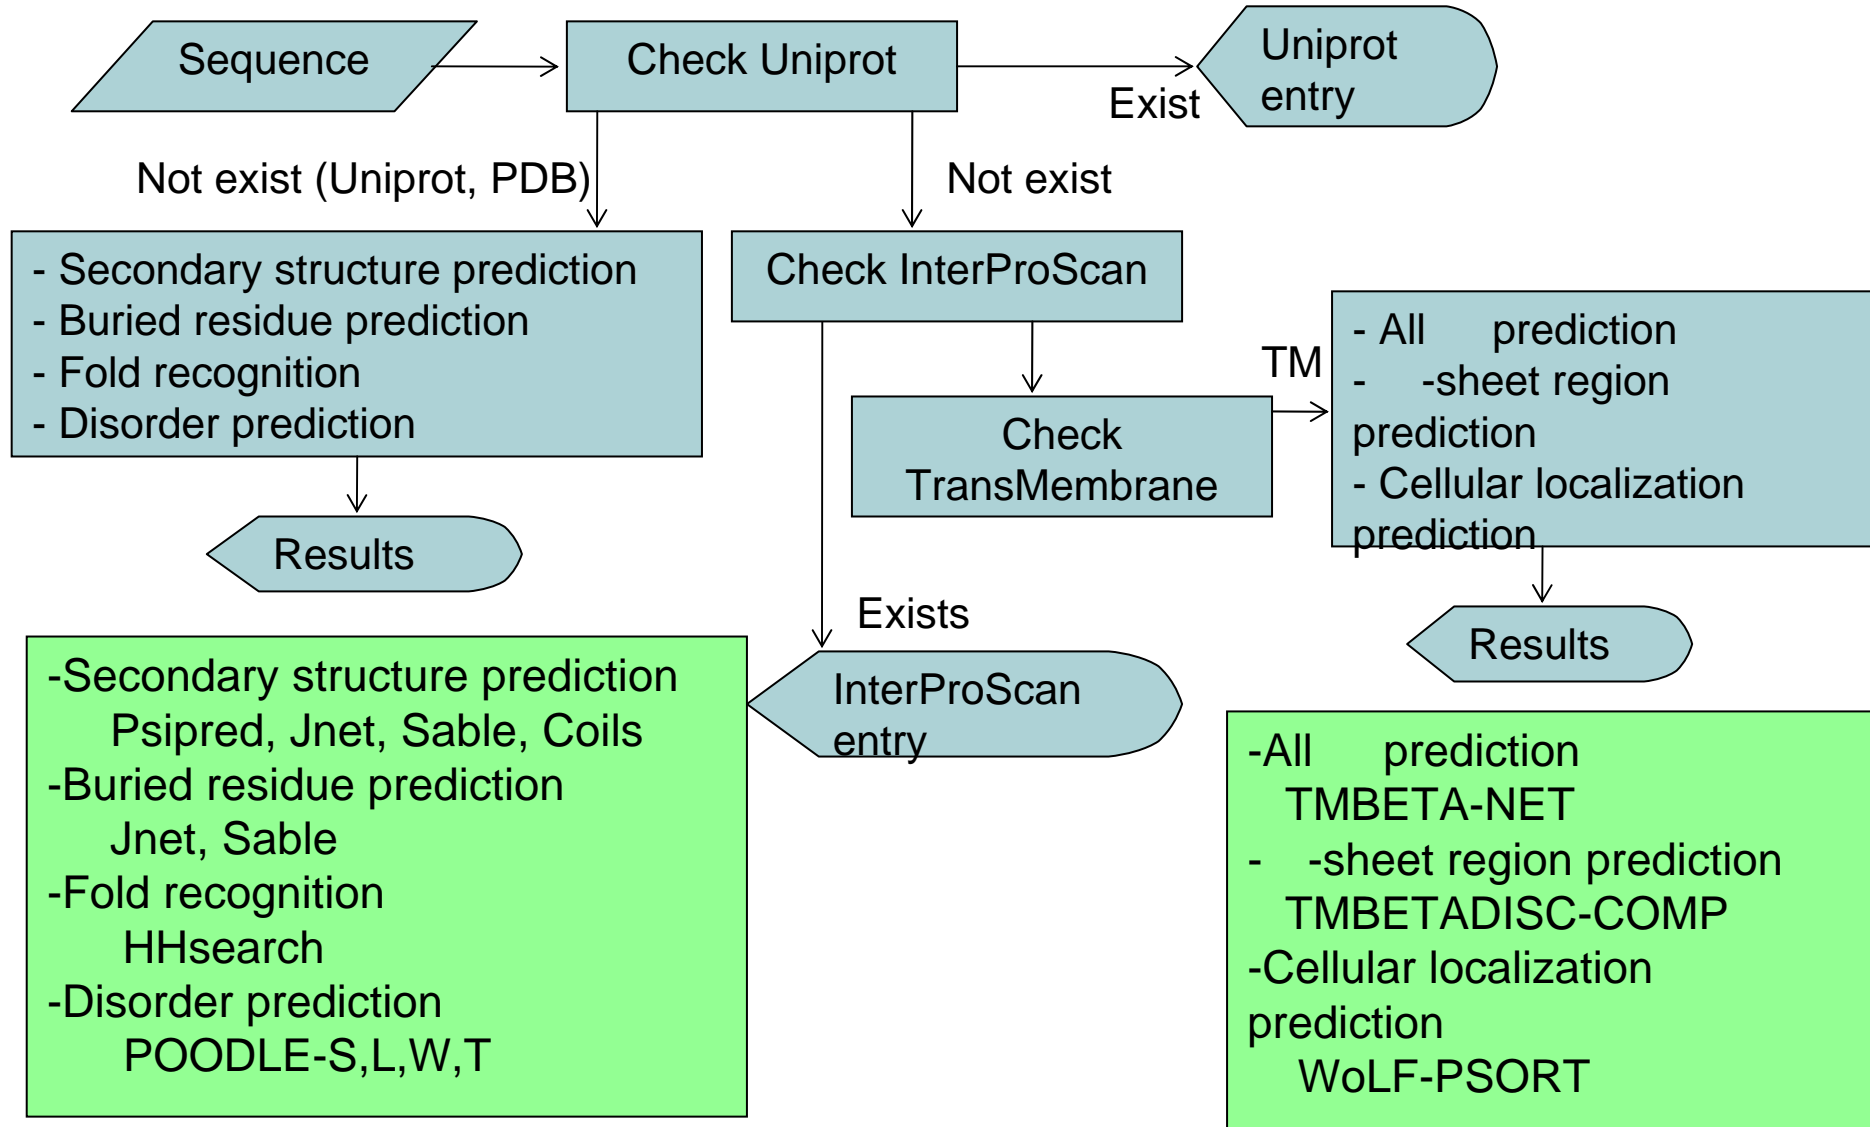 Sequence
Check Uniprot
Uniprot
entry
Exist
Not exist (Uniprot, PDB)
Not exist
- Secondary structure prediction
- Buried residue prediction
- Fold recognition
- Disorder prediction
Check InterProScan
TM
- All prediction
- -sheet region
prediction
- Cellular localization
prediction
Check
TransMembrane
Results
Exists
Results
-Secondary structure prediction
Psipred, Jnet, Sable, Coils
-Buried residue prediction
Jnet, Sable
-Fold recognition
HHsearch
-Disorder prediction
POODLE-S,L,W,T
InterProScan
entry
-All prediction
TMBETA-NET
- -sheet region prediction
TMBETADISC-COMP
-Cellular localization
prediction
WoLF-PSORT